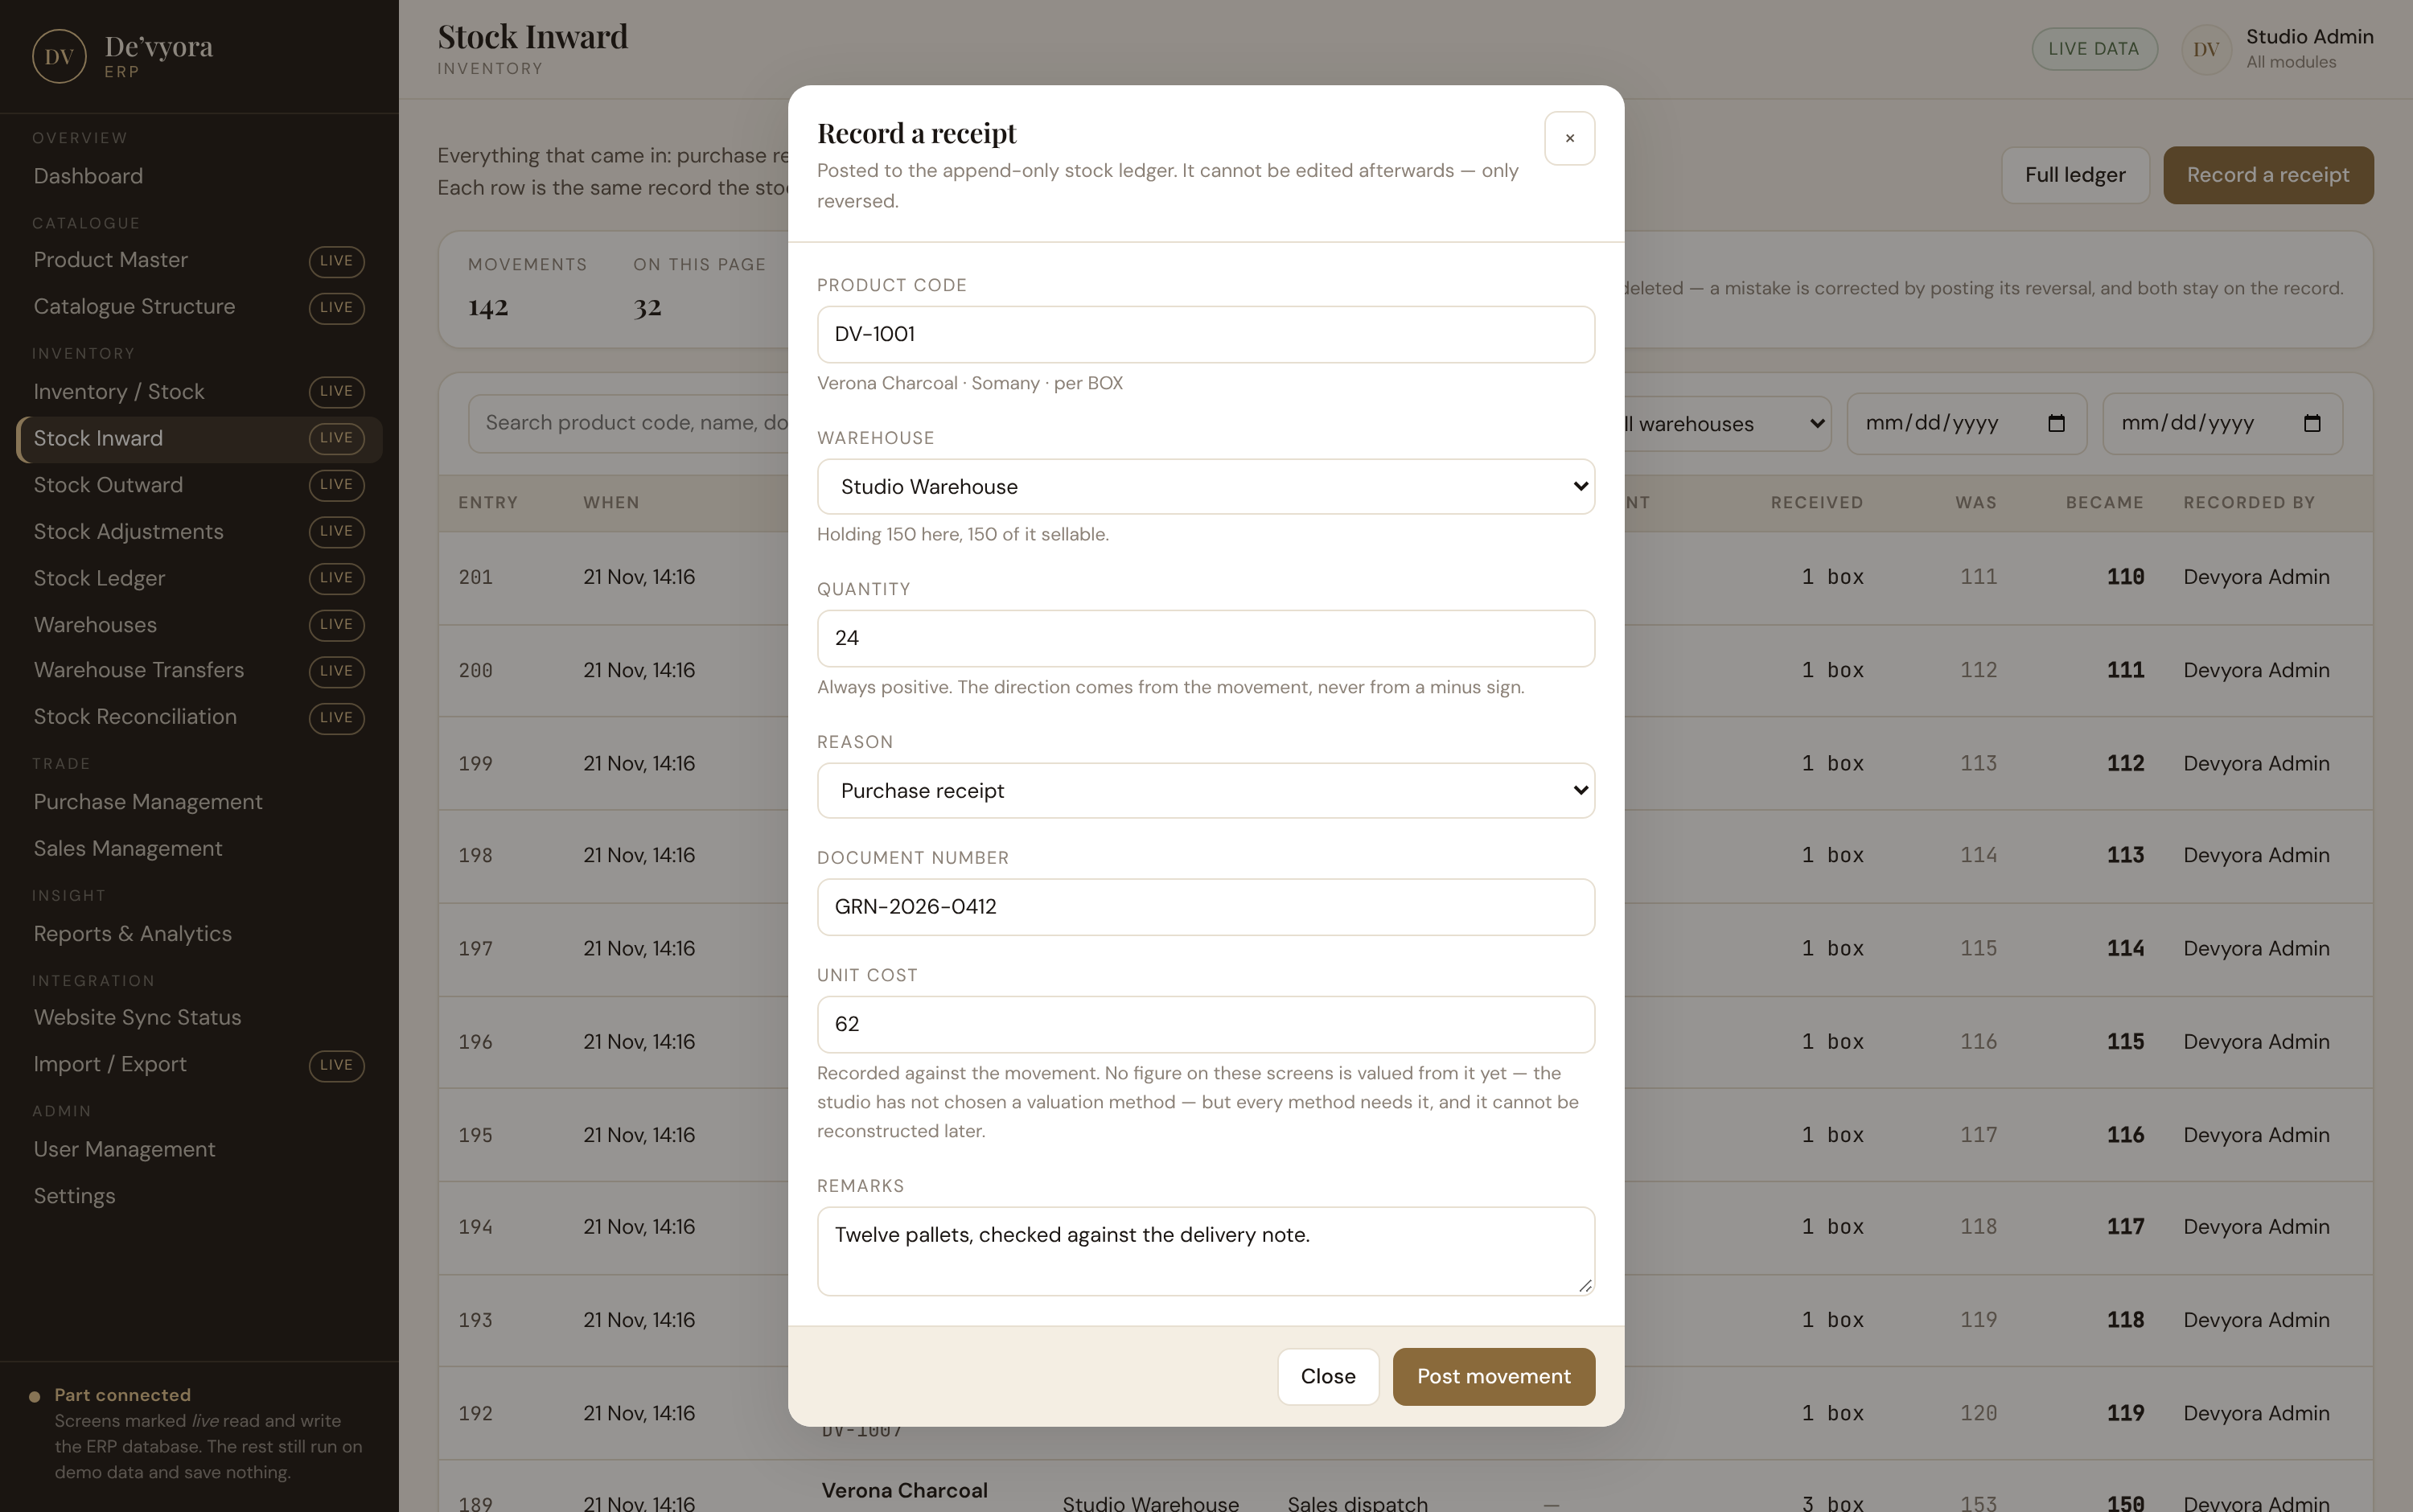 DV
De’vyora
ERP
OVERVIEW
Dashboard
CATALOGUE
Product Master LIVE
Catalogue Structure LIVE
INVENTORY
Inventory / Stock LIVE
Stock Inward LIVE
Stock Outward LIVE
Stock Adjustments LIVE
Stock Ledger LIVE
Warehouses LIVE
Warehouse Transfers LIVE
Stock Reconciliation LIVE
TRADE
Purchase Management
Sales Management
INSIGHT
Reports & Analytics
INTEGRATION
Website Sync Status
Import / Export LIVE
ADMIN
User Management
Settings
Part connected
Screens marked live read and write
the ERP database. The rest still run on
demo data and save nothing.
Stock Inward
INVENTORY
LIVE DATA
DV
Studio Admin
All modules
Everything that came in: purchase
Each row is the same record the
Full ledger
Record a receipt
MOVEMENTS ON THIS PAGE
142 32
deleted — a mistake is corrected by posting its reversal, and both stay on the record.
Search product code, name,
warehouses mm/dd/yyyy mm/dd/yyyy
ENTRY WHEN RECEIVED WAS BECAME RECORDED BY
201 21 Nov, 14:16 1 box 111 110 Devyora Admin
200 21 Nov, 14:16 1 box 112 111 Devyora Admin
199 21 Nov, 14:16 1 box 113 112 Devyora Admin
198 21 Nov, 14:16 1 box 114 113 Devyora Admin
197 21 Nov, 14:16 1 box 115 114 Devyora Admin
196 21 Nov, 14:16 1 box 116 115 Devyora Admin
195 21 Nov, 14:16 1 box 117 116 Devyora Admin
194 21 Nov, 14:16 1 box 118 117 Devyora Admin
193 21 Nov, 14:16 1 box 119 118 Devyora Admin
192 21 Nov, 14:16 1 box 120 119 Devyora Admin
DV-1007
Verona Charcoal
189 21 Nov, 14:16 Studio Warehouse Sales dispatch — 3 box 153 150 Devyora Admin
Record a receipt
×
Posted to the append-only stock ledger. It cannot be edited afterwards — only
reversed.
PRODUCT CODE
DV-1001
Verona Charcoal · Somany · per BOX
WAREHOUSE
Studio Warehouse
Holding 150 here, 150 of it sellable.
QUANTITY
24
Always positive. The direction comes from the movement, never from a minus sign.
REASON
Purchase receipt
DOCUMENT NUMBER
GRN-2026-0412
UNIT COST
62
Recorded against the movement. No figure on these screens is valued from it yet — the
studio has not chosen a valuation method — but every method needs it, and it cannot be
reconstructed later.
REMARKS
Twelve pallets, checked against the delivery note.
Close
Post movement